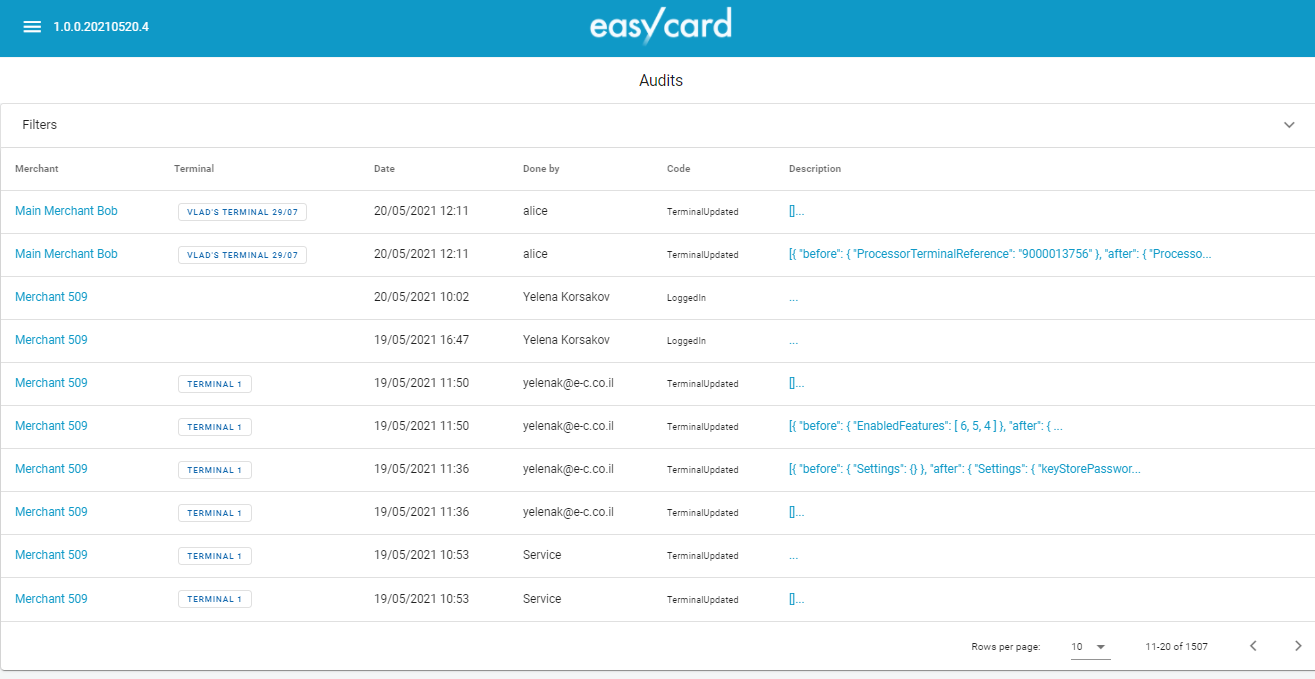 1.0.0.20210520.4 easycard
Audits
Filters
Merchant Terminal Date Done by Code Description
Main Merchant Bob VLAD'S TERMINAL 29/07 20/05/2021 12:11 alice TerminalUpdated []...
Main Merchant Bob VLAD'S TERMINAL 29/07 20/05/2021 12:11 alice TerminalUpdated [{ "before": { "ProcessorTerminalReference": "9000013756" }, "after": { "Processo...
Merchant 509 20/05/2021 10:02 Yelena Korsakov LoggedIn ...
Merchant 509 19/05/2021 16:47 Yelena Korsakov LoggedIn ...
Merchant 509 TERMINAL 1 19/05/2021 11:50 yelenak@e-c.co.il TerminalUpdated []...
Merchant 509 TERMINAL 1 19/05/2021 11:50 yelenak@e-c.co.il TerminalUpdated [{ "before": { "EnabledFeatures": [ 6, 5, 4 ] }, "after": { ...
Merchant 509 TERMINAL 1 19/05/2021 11:36 yelenak@e-c.co.il TerminalUpdated [{ "before": { "Settings": {} }, "after": { "Settings": { "keyStorePasswor...
Merchant 509 TERMINAL 1 19/05/2021 11:36 yelenak@e-c.co.il TerminalUpdated []...
Merchant 509 TERMINAL 1 19/05/2021 10:53 Service TerminalUpdated ...
Merchant 509 TERMINAL 1 19/05/2021 10:53 Service TerminalUpdated []...
Rows per page: 10 11-20 of 1507